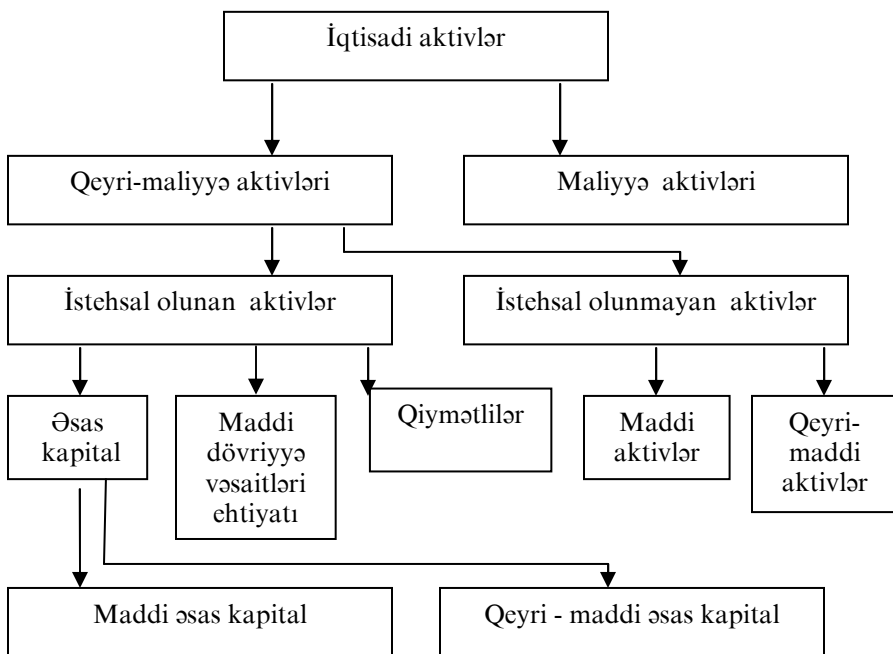 İqtisadi aktivlər
Qeyri-maliyyə aktivləri
Maliyyə aktivləri
İstehsal olunan aktivlər
İstehsal olunmayan aktivlər
Əsas
kapital
Maddi
dövriyyə
vəsaitləri
ehtiyatı
Qiymətlilər
Maddi
aktivlər
Qeyri-
maddi
aktivlər
Maddi əsas kapital
Qeyri - maddi əsas kapital